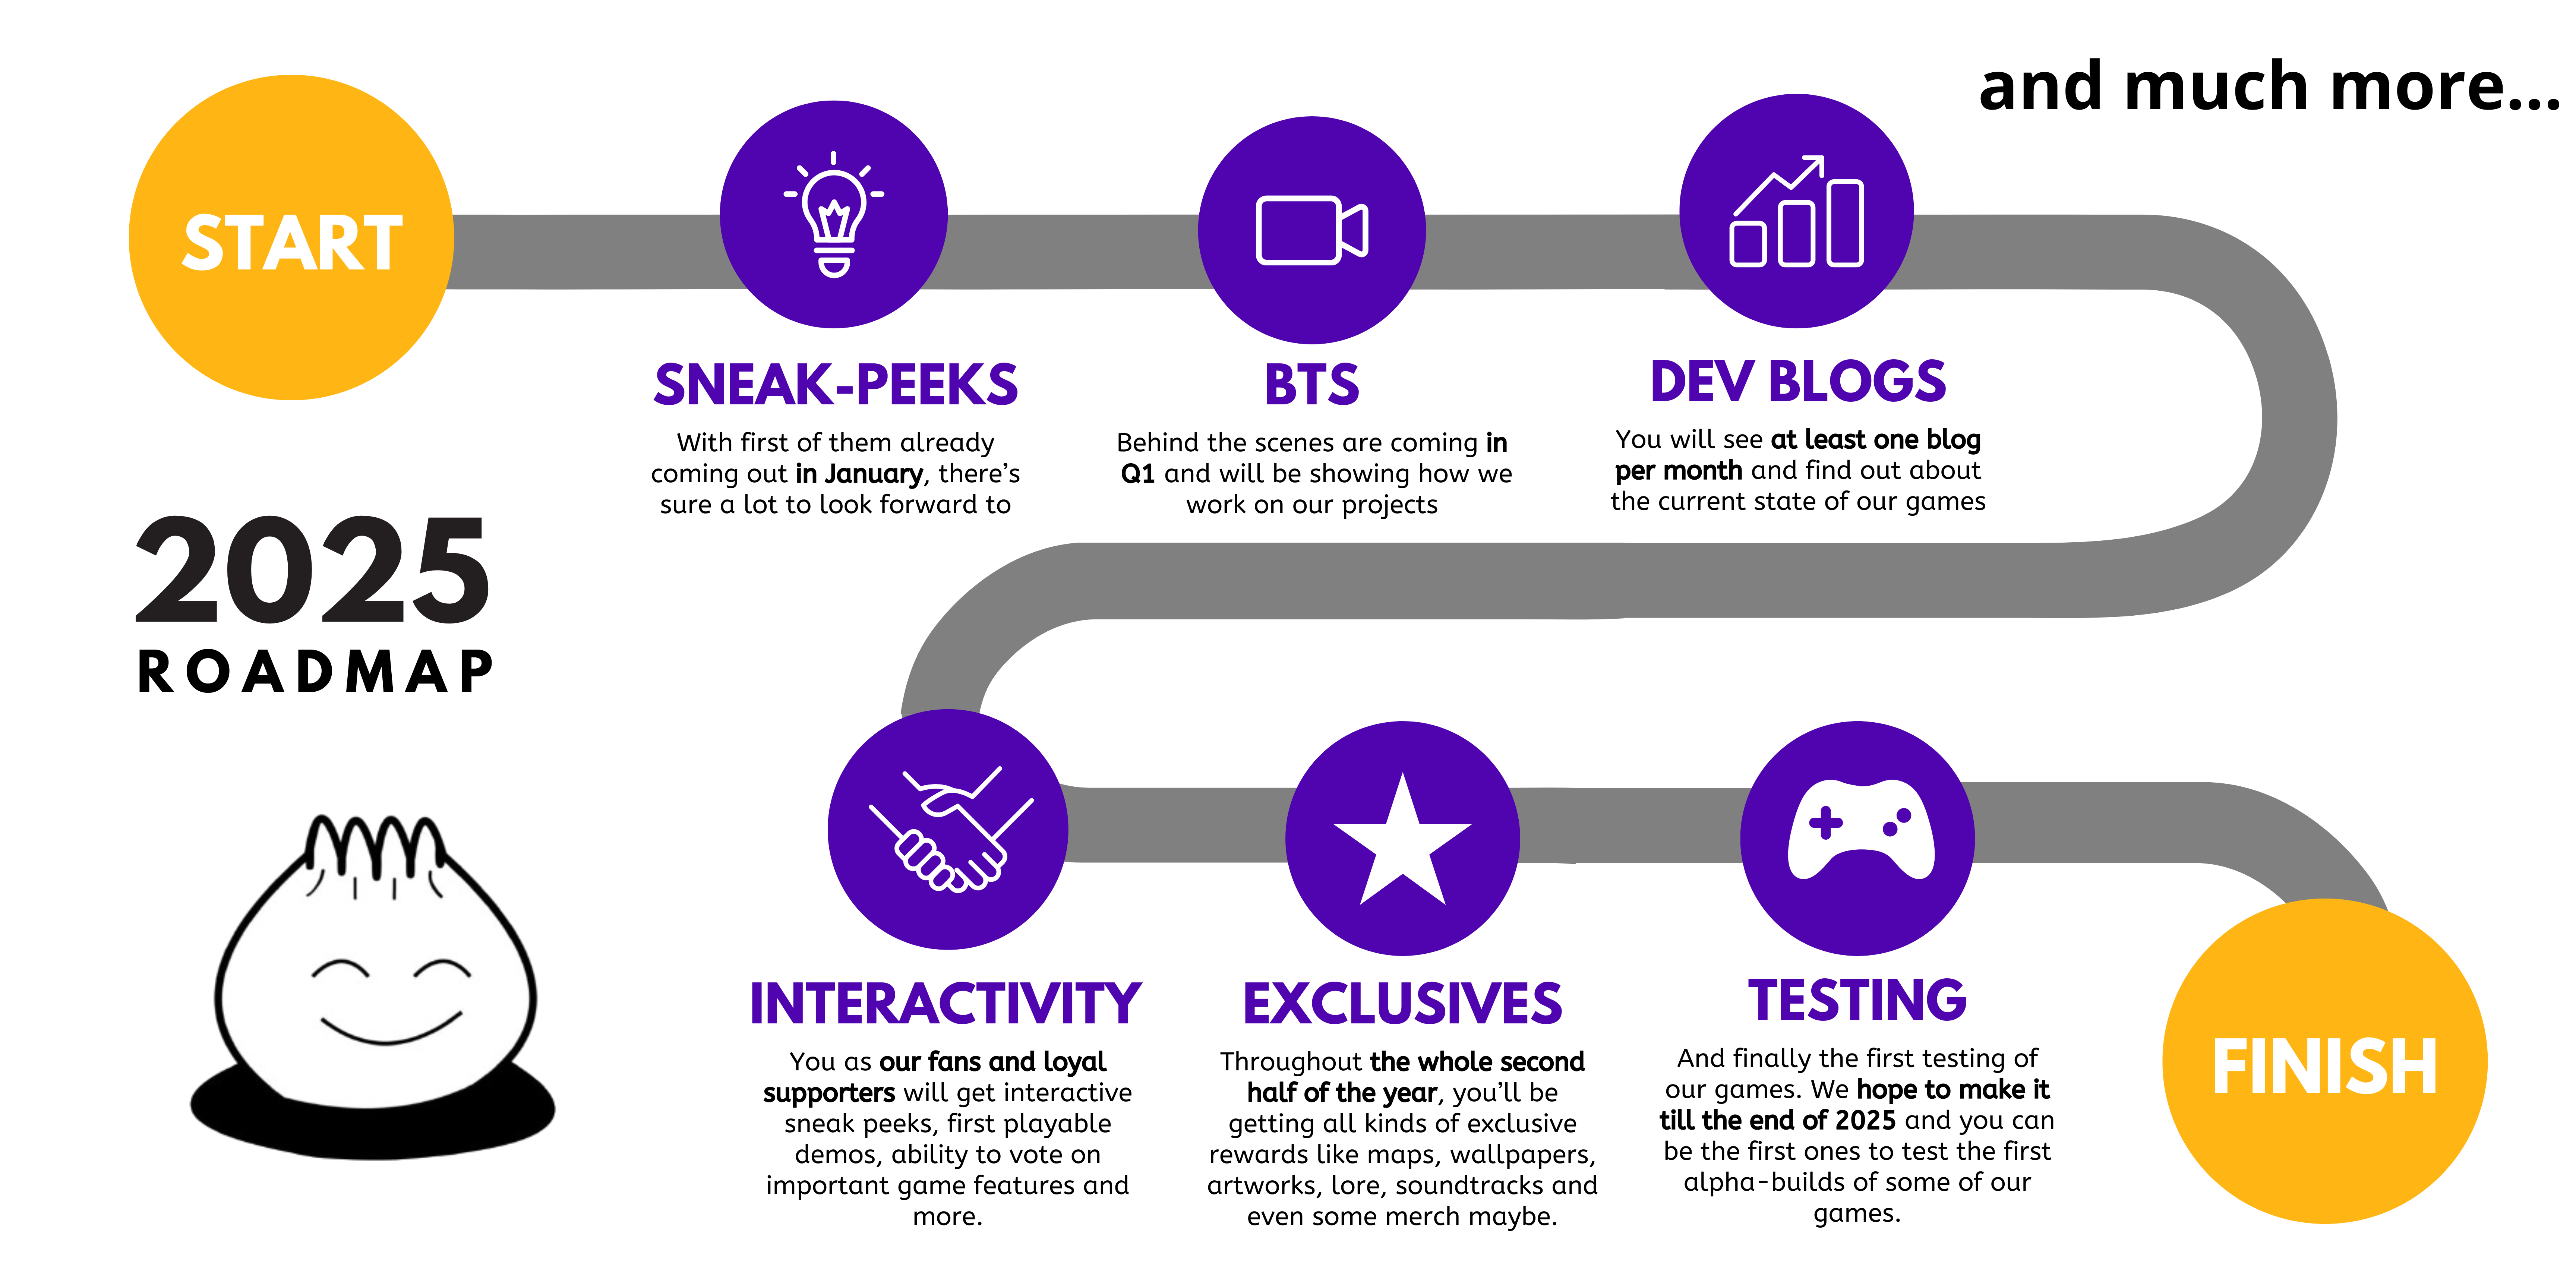 and much more...
START
SNEAK-PEEKS
With first of them already
coming out in January, there's
sure a lot to look forward to
BTS
Behind the scenes are coming in
Q1 and will be showing how we
work on our projects
DEV BLOGS
You will see at least one blog
per month and find out about
the current state of our games
2025
ROADMAP
INTERACTIVITY
You as our fans and loyal
supporters will get interactive
sneak peeks, first playable
demos, ability to vote on
important game features and
more.
EXCLUSIVES
Throughout the whole second
half of the year, you'll be
getting all kinds of exclusive
rewards like maps, wallpapers,
artworks, lore, soundtracks and
even some merch maybe.
TESTING
And finally the first testing of
our games. We hope to make it
till the end of 2025 and you can
be the first ones to test the first
alpha-builds of some of our
games.
FINISH